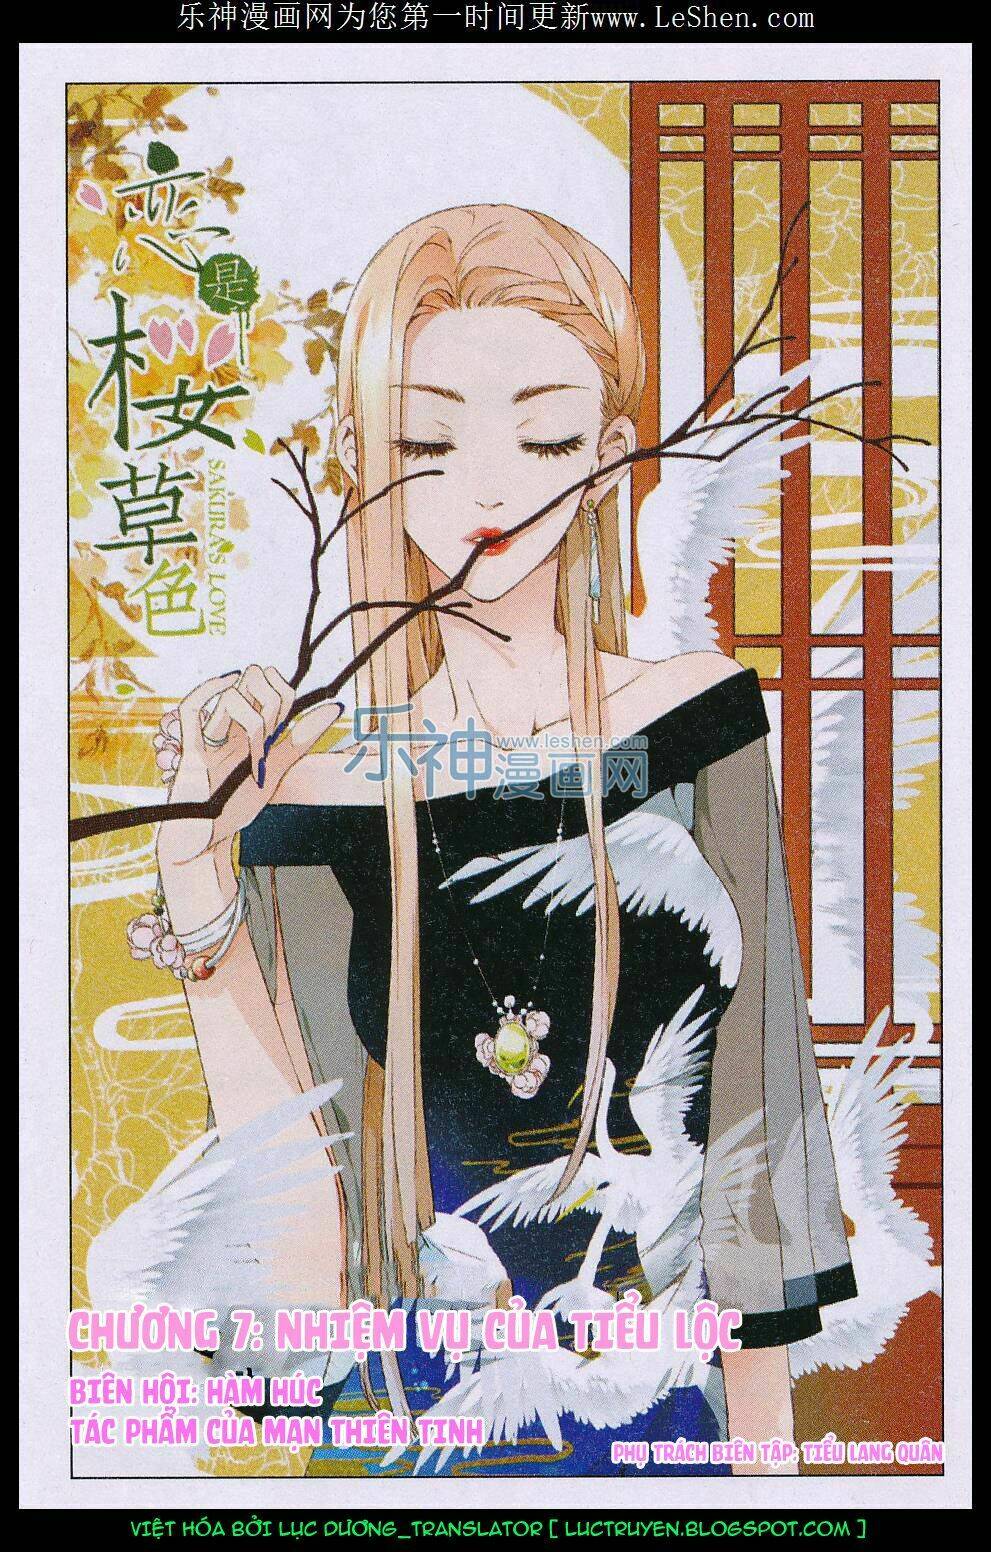 乐神漫画网为您第一时间更新www.LeShen.com
恋
是
桜
草
色
SAKURA'S LOVE
乐神漫画网
www.leshen.com
CHƯƠNG 7: NHIỆM VỤ CỦA TIỂU LỘC
BIÊN HỘI: HÀM HÚC
TÁC PHẨM CỦA MẠN THIÊN TINH
PHỤ TRÁCH BIÊN TẬP: TIỂU LANG QUÂN
VIỆT HÓA BỞI LỤC DƯƠNG_TRANSLATOR [ LUCTRUYEN.BLOGSPOT.COM ]